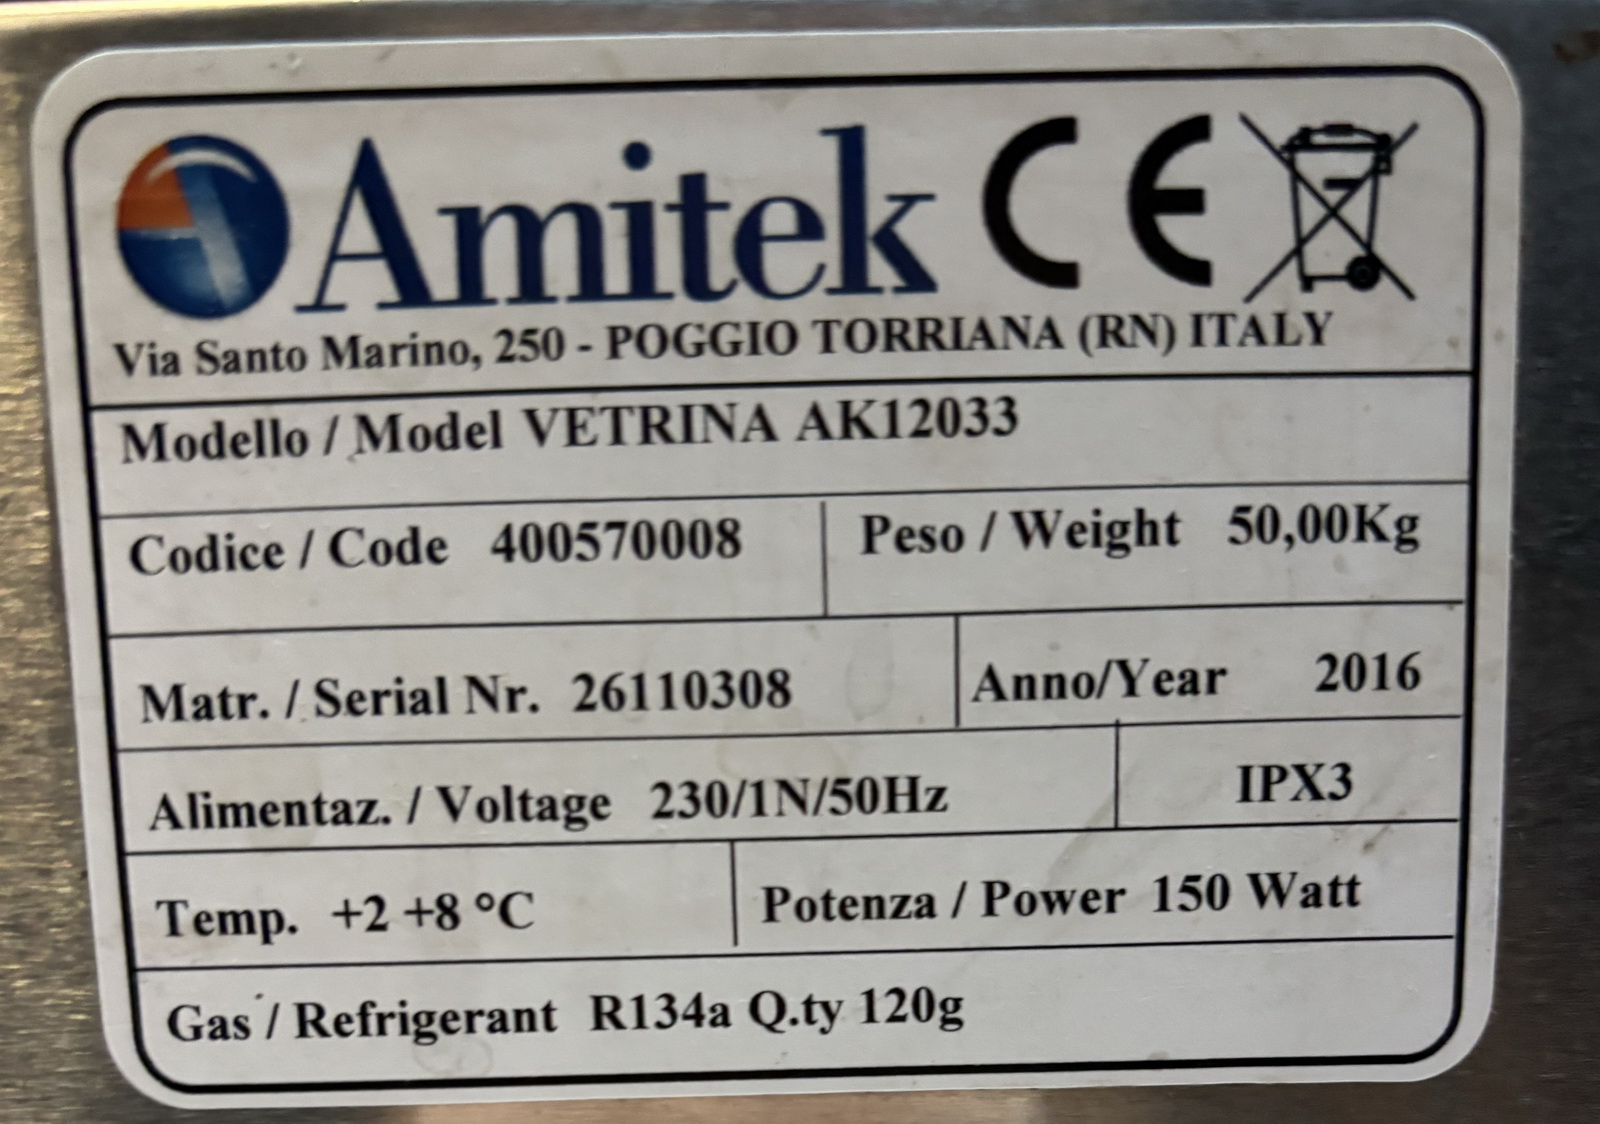 Amitek CE
Via Santo Marino, 250 - POGGIO TORRIANA (RN) ITALY
Modello / Model VETRINA AK12033
Codice / Code 400570008 Peso / Weight 50,00Kg
Matr. / Serial Nr. 26110308 Anno/Year 2016
Alimentaz. / Voltage 230/1N/50Hz IPX3
Temp. +2 +8 °C Potenza / Power 150 Watt
Gas / Refrigerant R134a Q.ty 120g